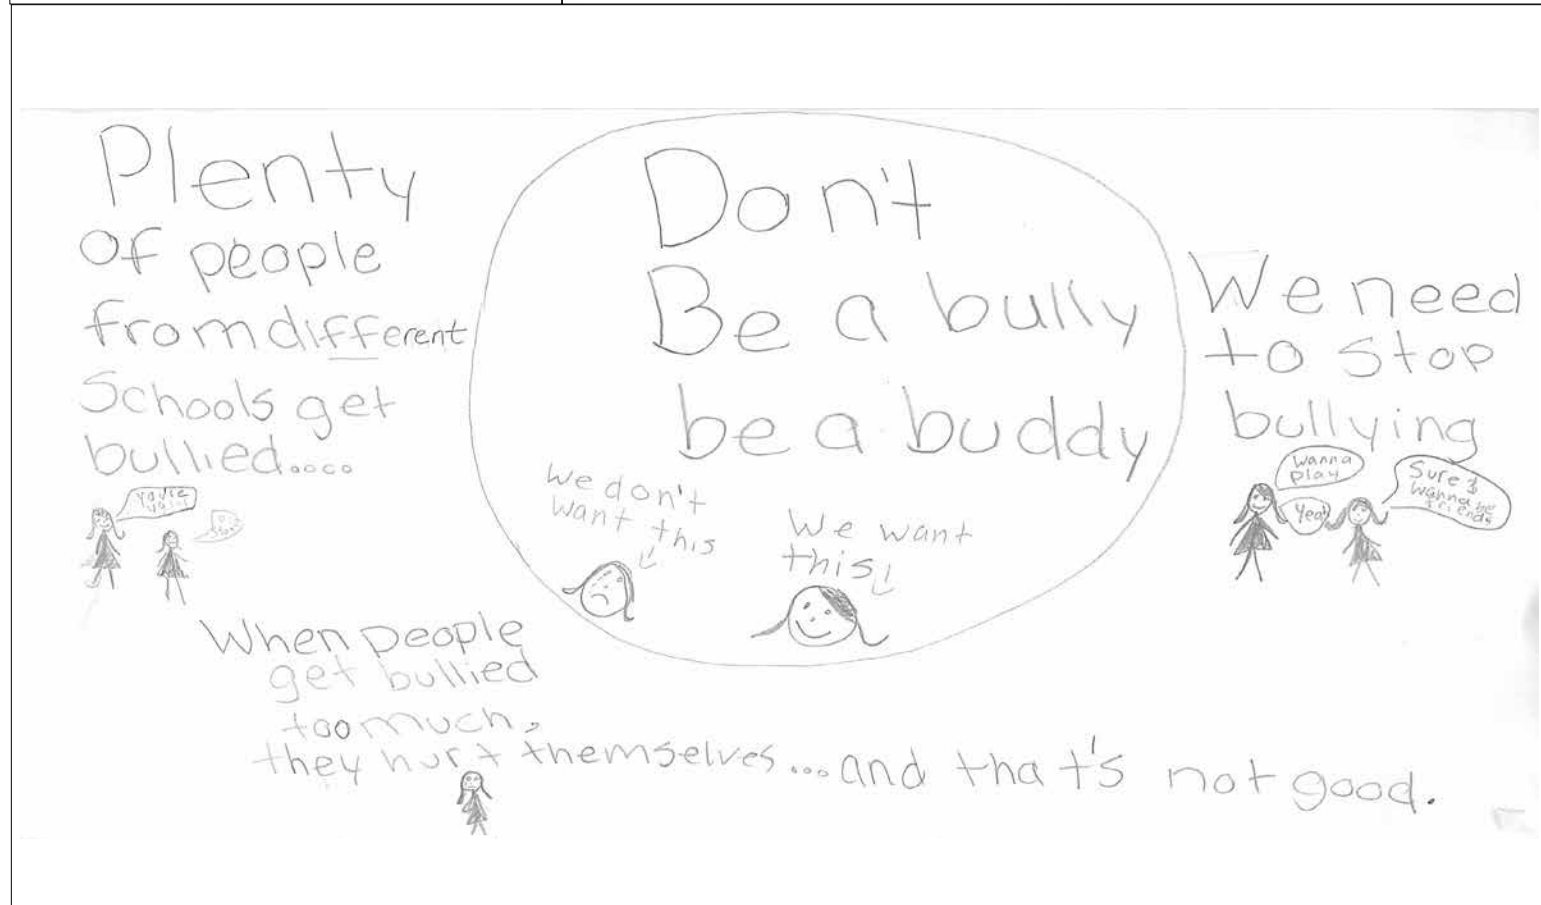 Plenty
of people
from different
Schools get
bullied....
You're
Don't
Be a bully
be a buddy
we don't
want this
We want
this
We need
to stop
bullying
Wanna
play
Yeah
Sure
wanna be
friends
When people
get bullied
too much,
they hurt themselves...and that's not good.